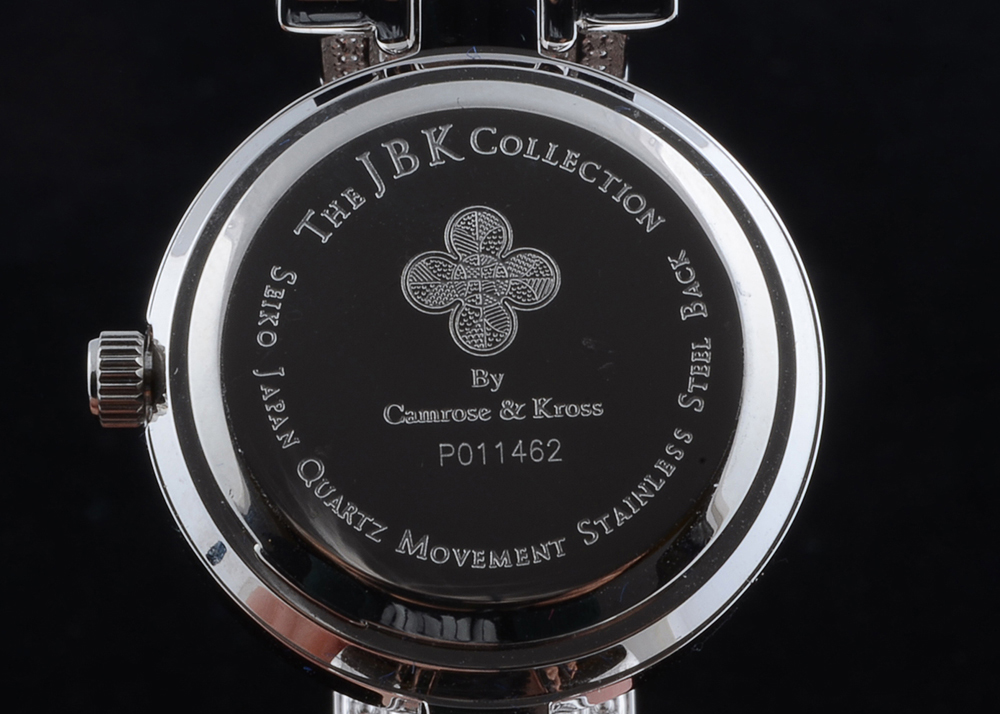 THE JBK COLLECTION
By
Camrose & Kross
P011462
SEIKO JAPAN QUARTZ MOVEMENT STAINLESS STEEL BACK